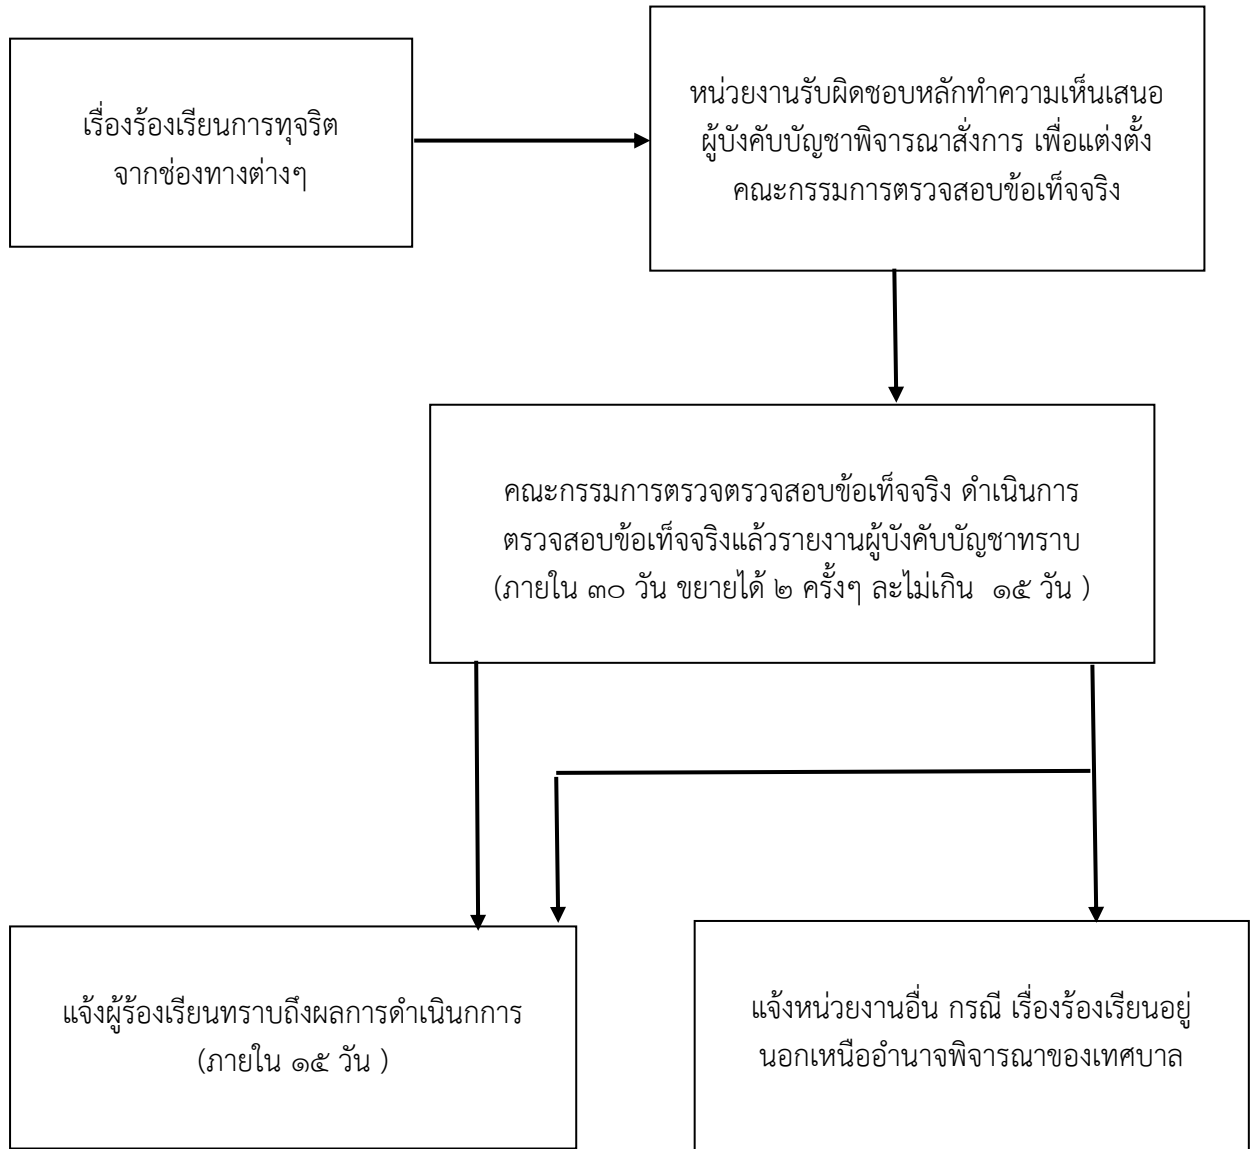 เรื่องร้องเรียนการทุจริต
จากช่องทางต่างๆ
หน่วยงานรับผิดชอบหลักทำความเห็นเสนอ
ผู้บังคับบัญชาพิจารณาสั่งการ เพื่อแต่งตั้ง
คณะกรรมการตรวจสอบข้อเท็จจริง
คณะกรรมการตรวจตรวจสอบข้อเท็จจริง ดำเนินการ
ตรวจสอบข้อเท็จจริงแล้วรายงานผู้บังคับบัญชาทราบ
(ภายใน ๓๐ วัน ขยายได้ ๒ ครั้งๆ ละไม่เกิน ๑๕ วัน )
แจ้งผู้ร้องเรียนทราบถึงผลการดำเนินกการ
(ภายใน ๑๕ วัน )
แจ้งหน่วยงานอื่น กรณี เรื่องร้องเรียนอยู่
นอกเหนืออำนาจพิจารณาของเทศบาล